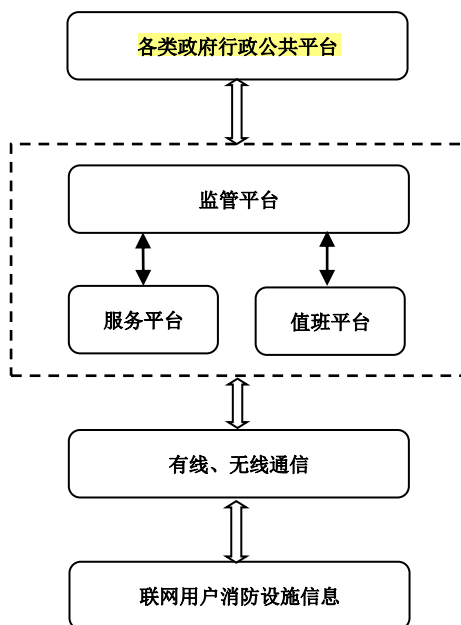 各类政府行政公共平台
监管平台
服务平台
值班平台
有线、无线通信
联网用户消防设施信息